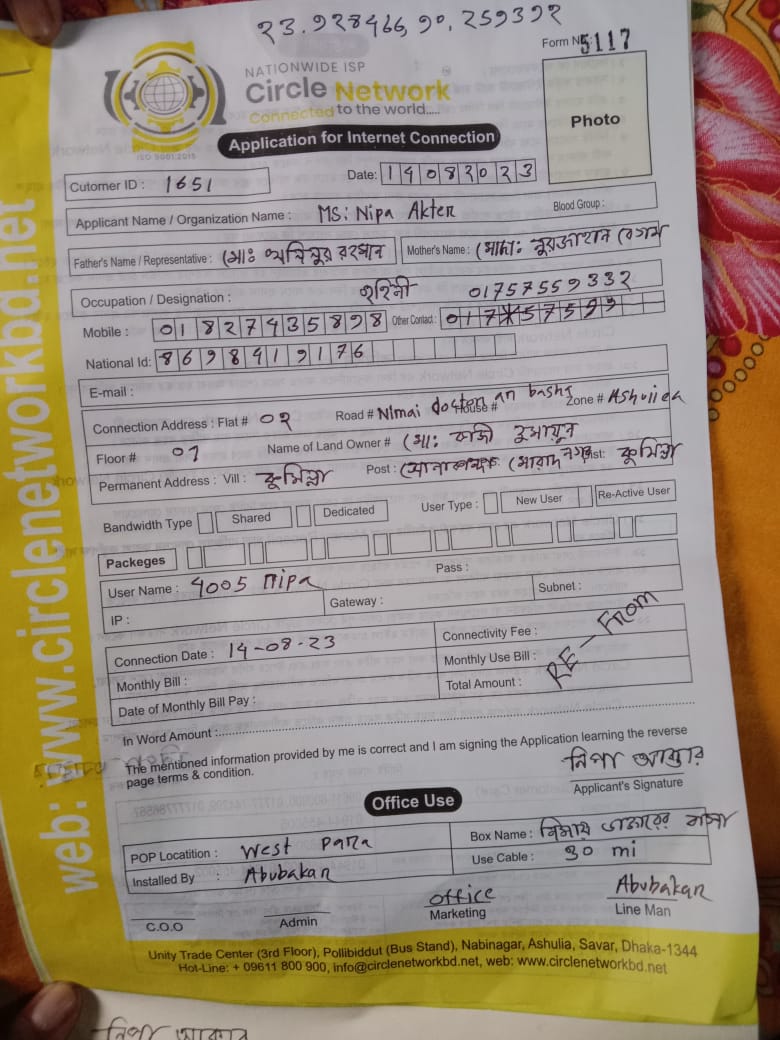 ২৩.৯২৪৪৬৬, ৯০.২৫৯৩৭২
Form No: 5117
NATIONWIDE ISP
Circle Network
Connected to the world.....
ISO 9001:2015
Photo
Application for Internet Connection
Cutomer ID : 1651
Date: 14082023
Applicant Name / Organization Name : MS: Nipa Akter
Blood Group :
Father's Name / Representative : মোঃ রহমান
Mother's Name : মোছাঃ নুরজাহান বেগম
Occupation / Designation : গৃহিনী
01757559332
Mobile : 01827435898
Other Contact :
National Id: 8698419176
E-mail :
Connection Address : Flat # 02
Road # Nimai doctor an basha
House #
Zone # Ashuliea
Floor # 01
Name of Land Owner # মোঃ কাজী হুমায়ুন
Permanent Address : Vill : কুমিল্লা
Post :
Dist: কুমিল্লা
Bandwidth Type
Shared
Dedicated
User Type :
New User
Re-Active User
Packeges
User Name : 4005 nipa
Pass :
IP :
Gateway :
Subnet :
Connection Date : 14-08-23
Connectivity Fee :
Monthly Bill :
Monthly Use Bill :
Date of Monthly Bill Pay :
Total Amount :
RE-From
In Word Amount :
The mentioned information provided by me is correct and I am signing the Application learning the reverse
page terms & condition.
নিপা আক্তার
Applicant's Signature
Office Use
POP Locatition : West Para
Box Name : নিমাই ডাক্তারের বাসা
Installed By : Abubakar
Use Cable : 30 mi
C.O.O
Admin
office
Marketing
Abubakar
Line Man
Unity Trade Center (3rd Floor), Pollibiddut (Bus Stand), Nabinagar, Ashulia, Savar, Dhaka-1344
Hot-Line: + 09611 800 900, info@circlenetworkbd.net, web: www.circlenetworkbd.net
web: www.circlenetworkbd.net
নিপা আক্তার